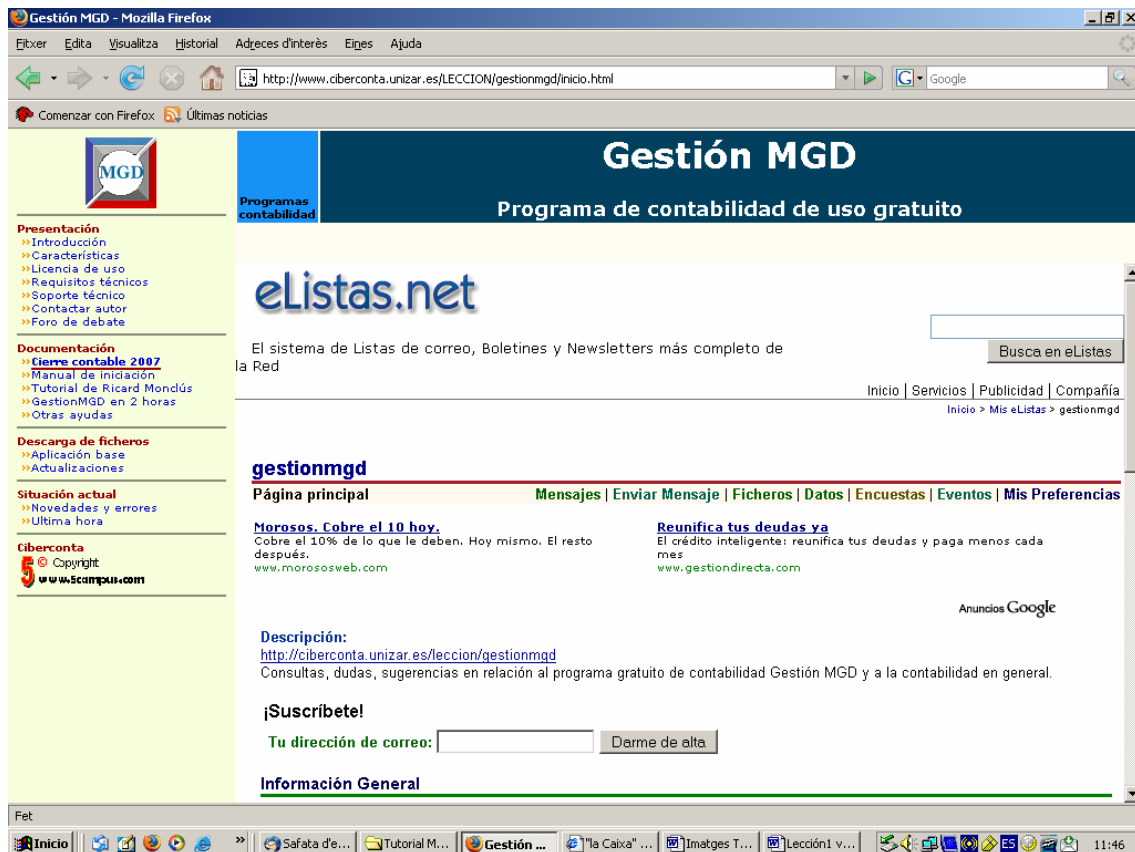 Gestión MGD - Mozilla Firefox
Fitxer Edita Visualitza Historial Adreces d'interès Eines Ajuda
http://www.ciberconta.unizar.es/LECCION/gestionmgd/inicio.html
G Google
Comenzar con Firefox Últimas noticias
MGD
Presentación
»Introducción
»Características
»Licencia de uso
»Requisitos técnicos
»Soporte técnico
»Contactar autor
»Foro de debate
Documentación
»Cierre contable 2007
»Manual de iniciación
»Tutorial de Ricard Monclús
»GestionMGD en 2 horas
»Otras ayudas
Descarga de ficheros
»Aplicación base
»Actualizaciones
Situación actual
»Novedades y errores
»Ultima hora
Ciberconta
5 © Copyright
www.5campus.com
Programas
contabilidad
Gestión MGD
Programa de contabilidad de uso gratuito
eListas.net
El sistema de Listas de correo, Boletines y Newsletters más completo de
la Red
Busca en eListas
Inicio | Servicios | Publicidad | Compañía
Inicio > Mis eListas > gestionmgd
gestionmgd
Página principal Mensajes | Enviar Mensaje | Ficheros | Datos | Encuestas | Eventos | Mis Preferencias
Morosos. Cobre el 10 hoy.
Cobre el 10% de lo que le deben. Hoy mismo. El resto
después.
www.morososweb.com
Reunifica tus deudas ya
El crédito inteligente: reunifica tus deudas y paga menos cada
mes
www.gestiondirecta.com
Anuncios Google
Descripción:
http://ciberconta.unizar.es/leccion/gestionmgd
Consultas, dudas, sugerencias en relación al programa gratuito de contabilidad Gestión MGD y a la contabilidad en general.
¡Suscríbete!
Tu dirección de correo: Darme de alta
Información General
Fet
Inicio » Safata d'e... Tutorial M... Gestión ... "la Caixa" ... Imatges T... Lección1 v... ES 11:46